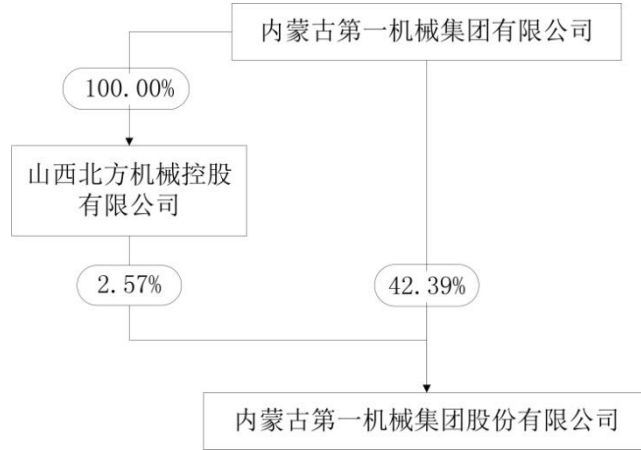 内蒙古第一机械集团有限公司
100.00%
山西北方机械控股
有限公司
2.57%
42.39%
内蒙古第一机械集团股份有限公司